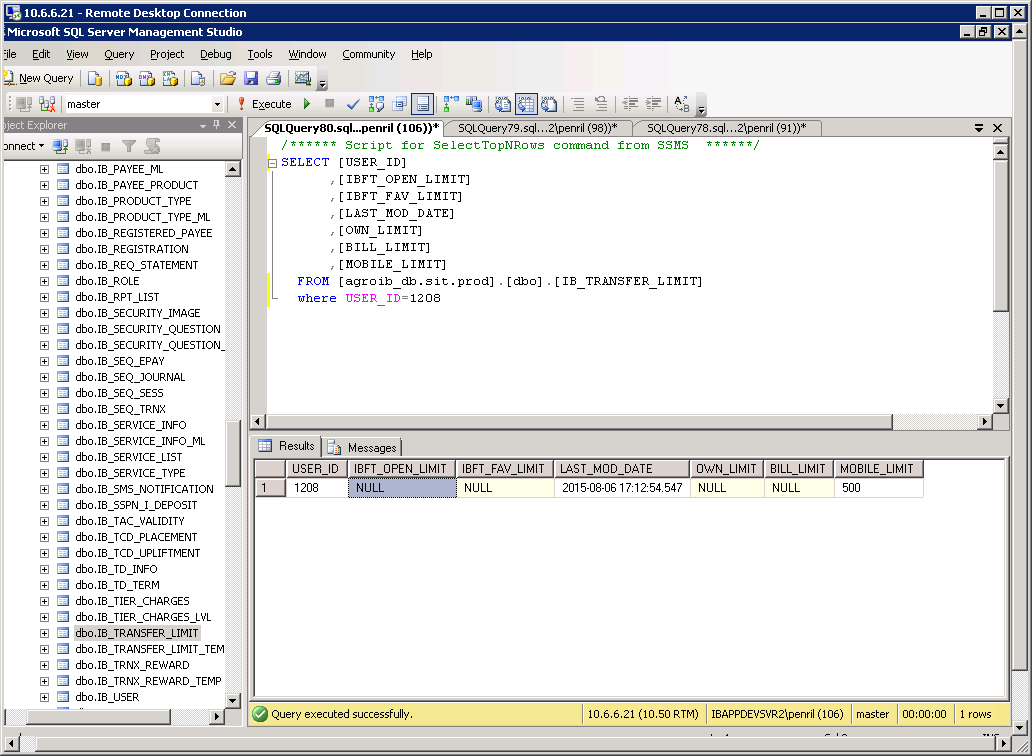 10.6.6.21 - Remote Desktop Connection
Microsoft SQL Server Management Studio
File Edit View Query Project Debug Tools Window Community Help
New Query
master Execute
ject Explorer
SQLQuery80.sql...penril (106))* SQLQuery79.sql...2\penril (98))* SQLQuery78.sql...2\penril (91))*
onnect
dbo.IB_PAYEE_ML
dbo.IB_PAYEE_PRODUCT
dbo.IB_PRODUCT_TYPE
dbo.IB_PRODUCT_TYPE_ML
dbo.IB_REGISTERED_PAYEE
dbo.IB_REGISTRATION
dbo.IB_REQ_STATEMENT
dbo.IB_ROLE
dbo.IB_RPT_LIST
dbo.IB_SECURITY_IMAGE
dbo.IB_SECURITY_QUESTION
dbo.IB_SECURITY_QUESTION_
dbo.IB_SEQ_EPAY
dbo.IB_SEQ_JOURNAL
dbo.IB_SEQ_SESS
dbo.IB_SEQ_TRNX
dbo.IB_SERVICE_INFO
dbo.IB_SERVICE_INFO_ML
dbo.IB_SERVICE_LIST
dbo.IB_SERVICE_TYPE
dbo.IB_SMS_NOTIFICATION
dbo.IB_SSPN_I_DEPOSIT
dbo.IB_TAC_VALIDITY
dbo.IB_TCD_PLACEMENT
dbo.IB_TCD_UPLIFTMENT
dbo.IB_TD_INFO
dbo.IB_TD_TERM
dbo.IB_TIER_CHARGES
dbo.IB_TIER_CHARGES_LVL
dbo.IB_TRANSFER_LIMIT
dbo.IB_TRANSFER_LIMIT_TEM
dbo.IB_TRNX_REWARD
dbo.IB_TRNX_REWARD_TEMP
dbo.IB_USER
/****** Script for SelectTopNRows command from SSMS ******/
SELECT [USER_ID]
,[IBFT_OPEN_LIMIT]
,[IBFT_FAV_LIMIT]
,[LAST_MOD_DATE]
,[OWN_LIMIT]
,[BILL_LIMIT]
,[MOBILE_LIMIT]
FROM [agroib_db.sit.prod].[dbo].[IB_TRANSFER_LIMIT]
where USER_ID=1208
Results Messages
USER_ID IBFT_OPEN_LIMIT IBFT_FAV_LIMIT LAST_MOD_DATE OWN_LIMIT BILL_LIMIT MOBILE_LIMIT
1 1208 NULL NULL 2015-08-06 17:12:54.547 NULL NULL 500
Query executed successfully. 10.6.6.21 (10.50 RTM) IBAPPDEVSVR2\penril (106) master 00:00:00 1 rows